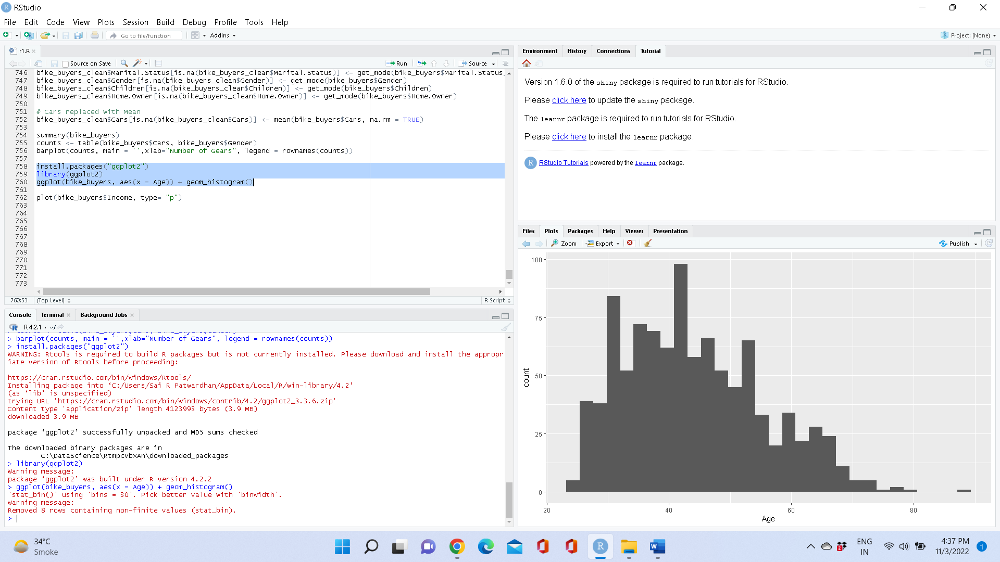 RStudio
File Edit Code View Plots Session Build Debug Profile Tools Help
Go to file/function Addins Project: (None)
r1.R
Source on Save Run Source
746 bike_buyers_clean$Marital.Status[is.na(bike_buyers_clean$Marital.Status)] <- get_mode(bike_buyers$Marital.Status)
747 bike_buyers_clean$Gender[is.na(bike_buyers_clean$Gender)] <- get_mode(bike_buyers$Gender)
748 bike_buyers_clean$Children[is.na(bike_buyers_clean$Children)] <- get_mode(bike_buyers$Children)
749 bike_buyers_clean$Home.Owner[is.na(bike_buyers_clean$Home.Owner)] <- get_mode(bike_buyers$Home.Owner)
750
751 # Cars replaced with Mean
752 bike_buyers_clean$Cars[is.na(bike_buyers_clean$Cars)] <- mean(bike_buyers$Cars, na.rm = TRUE)
753
754 summary(bike_buyers)
755 counts <- table(bike_buyers$Cars, bike_buyers$Gender)
756 barplot(counts, main = '',xlab="Number of Gears", legend = rownames(counts))
757
758 install.packages("ggplot2")
759 library(ggplot2)
760 ggplot(bike_buyers, aes(x = Age)) + geom_histogram()
761
762 plot(bike_buyers$Income, type= "p")
763
764
765
766
767
768
769
770
771
772
773
760:53 (Top Level) R Script
Console Terminal Background Jobs
R 4.2.1 · ~/
> barplot(counts, main = '',xlab="Number of Gears", legend = rownames(counts))
> install.packages("ggplot2")
WARNING: Rtools is required to build R packages but is not currently installed. Please download and install the appropr
iate version of Rtools before proceeding:
https://cran.rstudio.com/bin/windows/Rtools/
Installing package into ‘C:/Users/Sai R Patwardhan/AppData/Local/R/win-library/4.2’
(as ‘lib’ is unspecified)
trying URL 'https://cran.rstudio.com/bin/windows/contrib/4.2/ggplot2_3.3.6.zip'
Content type 'application/zip' length 4123993 bytes (3.9 MB)
downloaded 3.9 MB
package ‘ggplot2’ successfully unpacked and MD5 sums checked
The downloaded binary packages are in
C:\DataScience\RtmpcVbXAn\downloaded_packages
> library(ggplot2)
Warning message:
package ‘ggplot2’ was built under R version 4.2.2
> ggplot(bike_buyers, aes(x = Age)) + geom_histogram()
`stat_bin()` using `bins = 30`. Pick better value with `binwidth`.
Warning message:
Removed 8 rows containing non-finite values (stat_bin).
>
Environment History Connections Tutorial
Version 1.6.0 of the shiny package is required to run tutorials for RStudio.
Please click here to update the shiny package.
The learnr package is required to run tutorials for RStudio.
Please click here to install the learnr package.
R RStudio Tutorials powered by the learnr package.
Files Plots Packages Help Viewer Presentation
Zoom Export Publish
100
75
50
25
0
count
20 40 60 80
Age
34°C
Smoke
ENG
IN
4:37 PM
11/3/2022
1